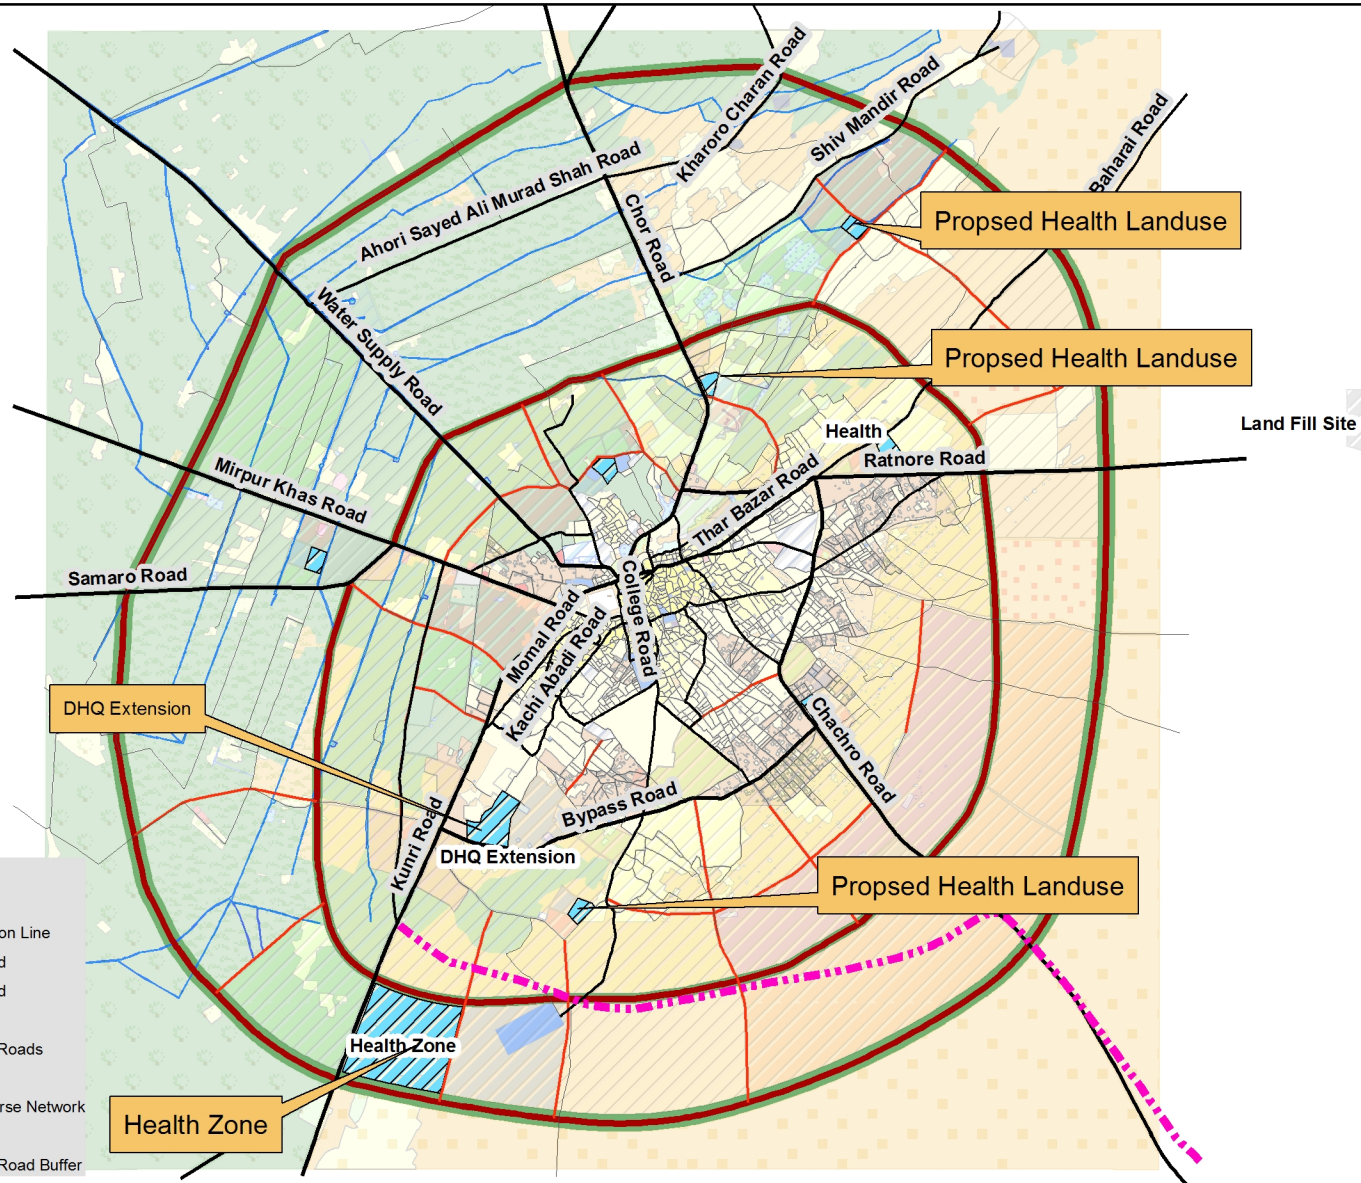 Kharoro Charan Road
Shiv Mandir Road
Baharai Road
Ahori Sayed Ali Murad Shah Road
Propsed Health Landuse
Chor Road
Water Supply Road
Propsed Health Landuse
Land Fill Site
Health
Ratnore Road
Mirpur Khas Road
Thar Bazar Road
Samaro Road
College Road
Momal Road
Kachi Abadi Road
DHQ Extension
Chachro Road
Bypass Road
Kunri Road
DHQ Extension
Propsed Health Landuse
on Line
d
d
Health Zone
Roads
rse Network
Health Zone
Road Buffer